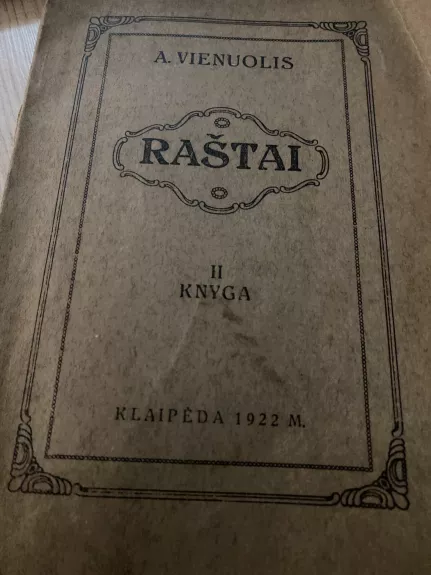 A. VIENUOLIS
RAŠTAI
II
KNYGA
KLAIPĖDA 1922 M.